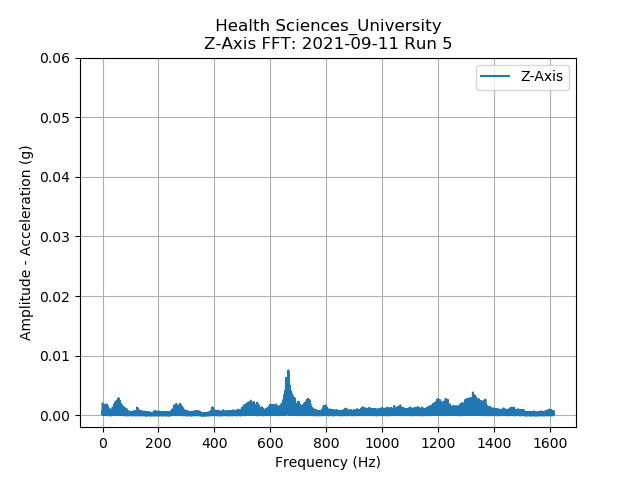 Health Sciences_University
Z-Axis FFT: 2021-09-11 Run 5
Z-Axis
Amplitude - Acceleration (g)
0.06
0.05
0.04
0.03
0.02
0.01
0.00
0 200 400 600 800 1000 1200 1400 1600
Frequency (Hz)